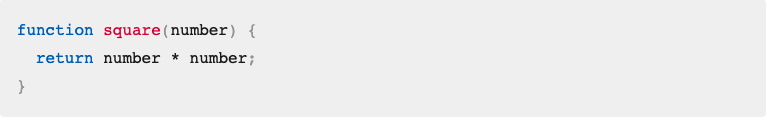 function square(number) {
  return number * number;
}